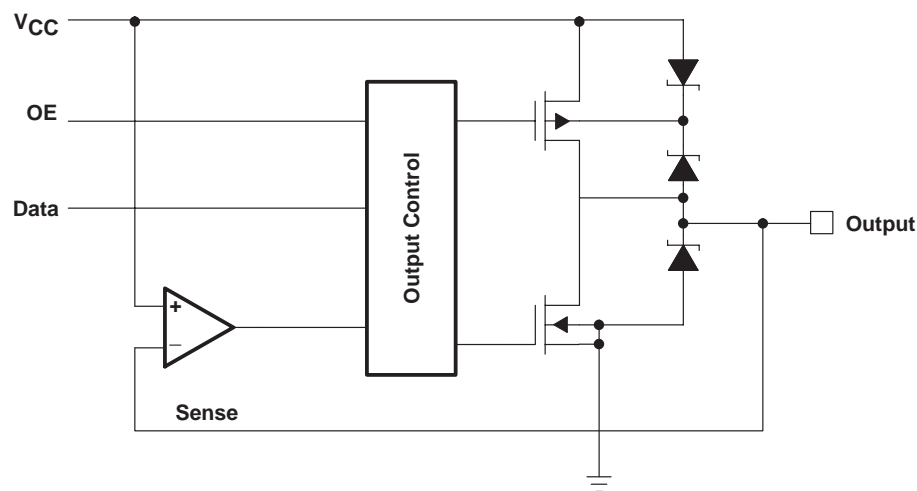 VCC
OE
Data
Output Control
Output
+
–
Sense